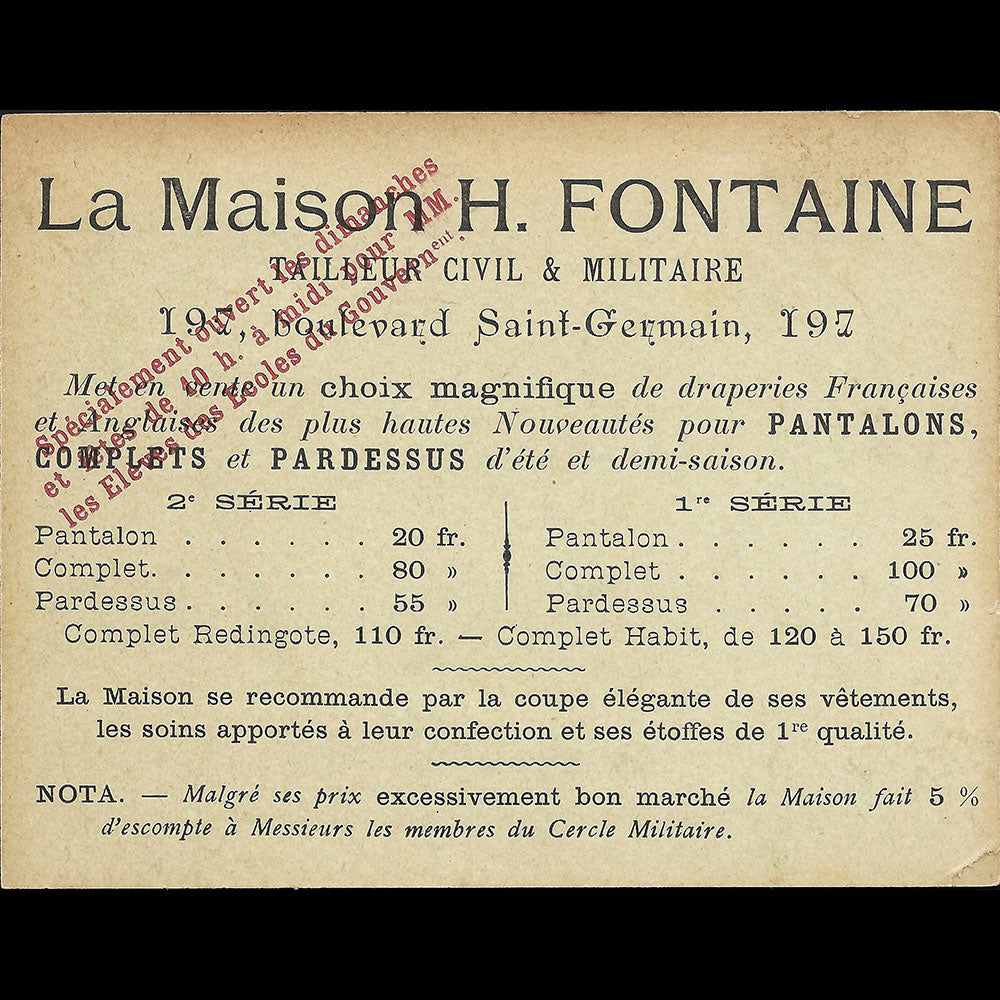 La Maison H. FONTAINE
TAILLEUR CIVIL & MILITAIRE
197, boulevard Saint-Germain, 197
Met en vente un choix magnifique de draperies Françaises
et Anglaises des plus hautes Nouveautés pour PANTALONS,
COMPLETS et PARDESSUS d'été et demi-saison.
2e SÉRIE
Pantalon . . . . . . 20 fr.
Complet. . . . . . . 80 »
Pardessus . . . . . . 55 »
1re SÉRIE
Pantalon . . . . . . 25 fr.
Complet . . . . . . 100 »
Pardessus . . . . . 70 »
Complet Redingote, 110 fr. — Complet Habit, de 120 à 150 fr.
La Maison se recommande par la coupe élégante de ses vêtements,
les soins apportés à leur confection et ses étoffes de 1re qualité.
NOTA. — Malgré ses prix excessivement bon marché la Maison fait 5 %
d'escompte à Messieurs les membres du Cercle Militaire.
Spécialement ouvert les dimanches
et fêtes de 10 h. à midi pour MM.
les Elèves des Ecoles du Gouvernent.